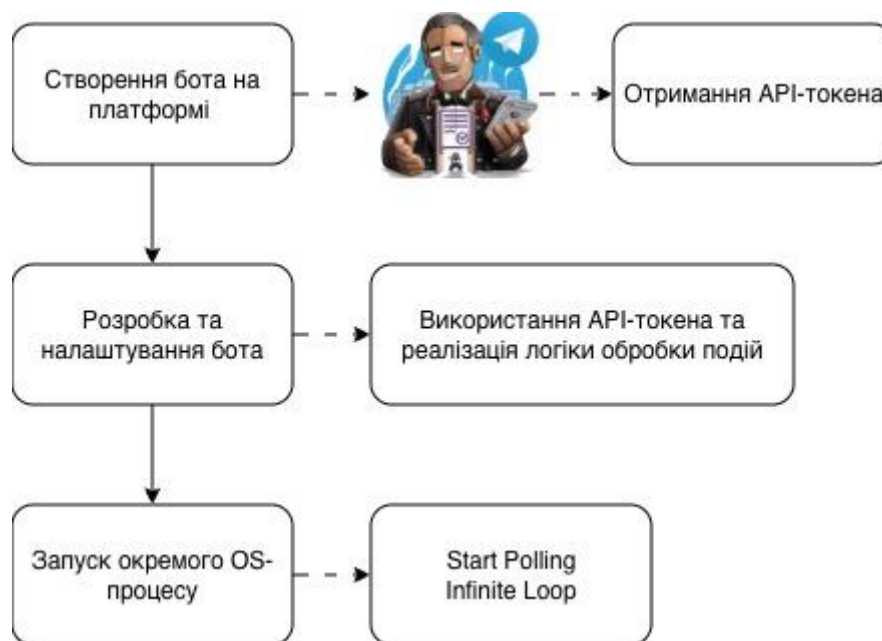 Створення бота на
платформі
Отримання API-токена
Розробка та
налаштування бота
Використання API-токена та
реалізація логіки обробки подій
Запуск окремого OS-
процесу
Start Polling
Infinite Loop